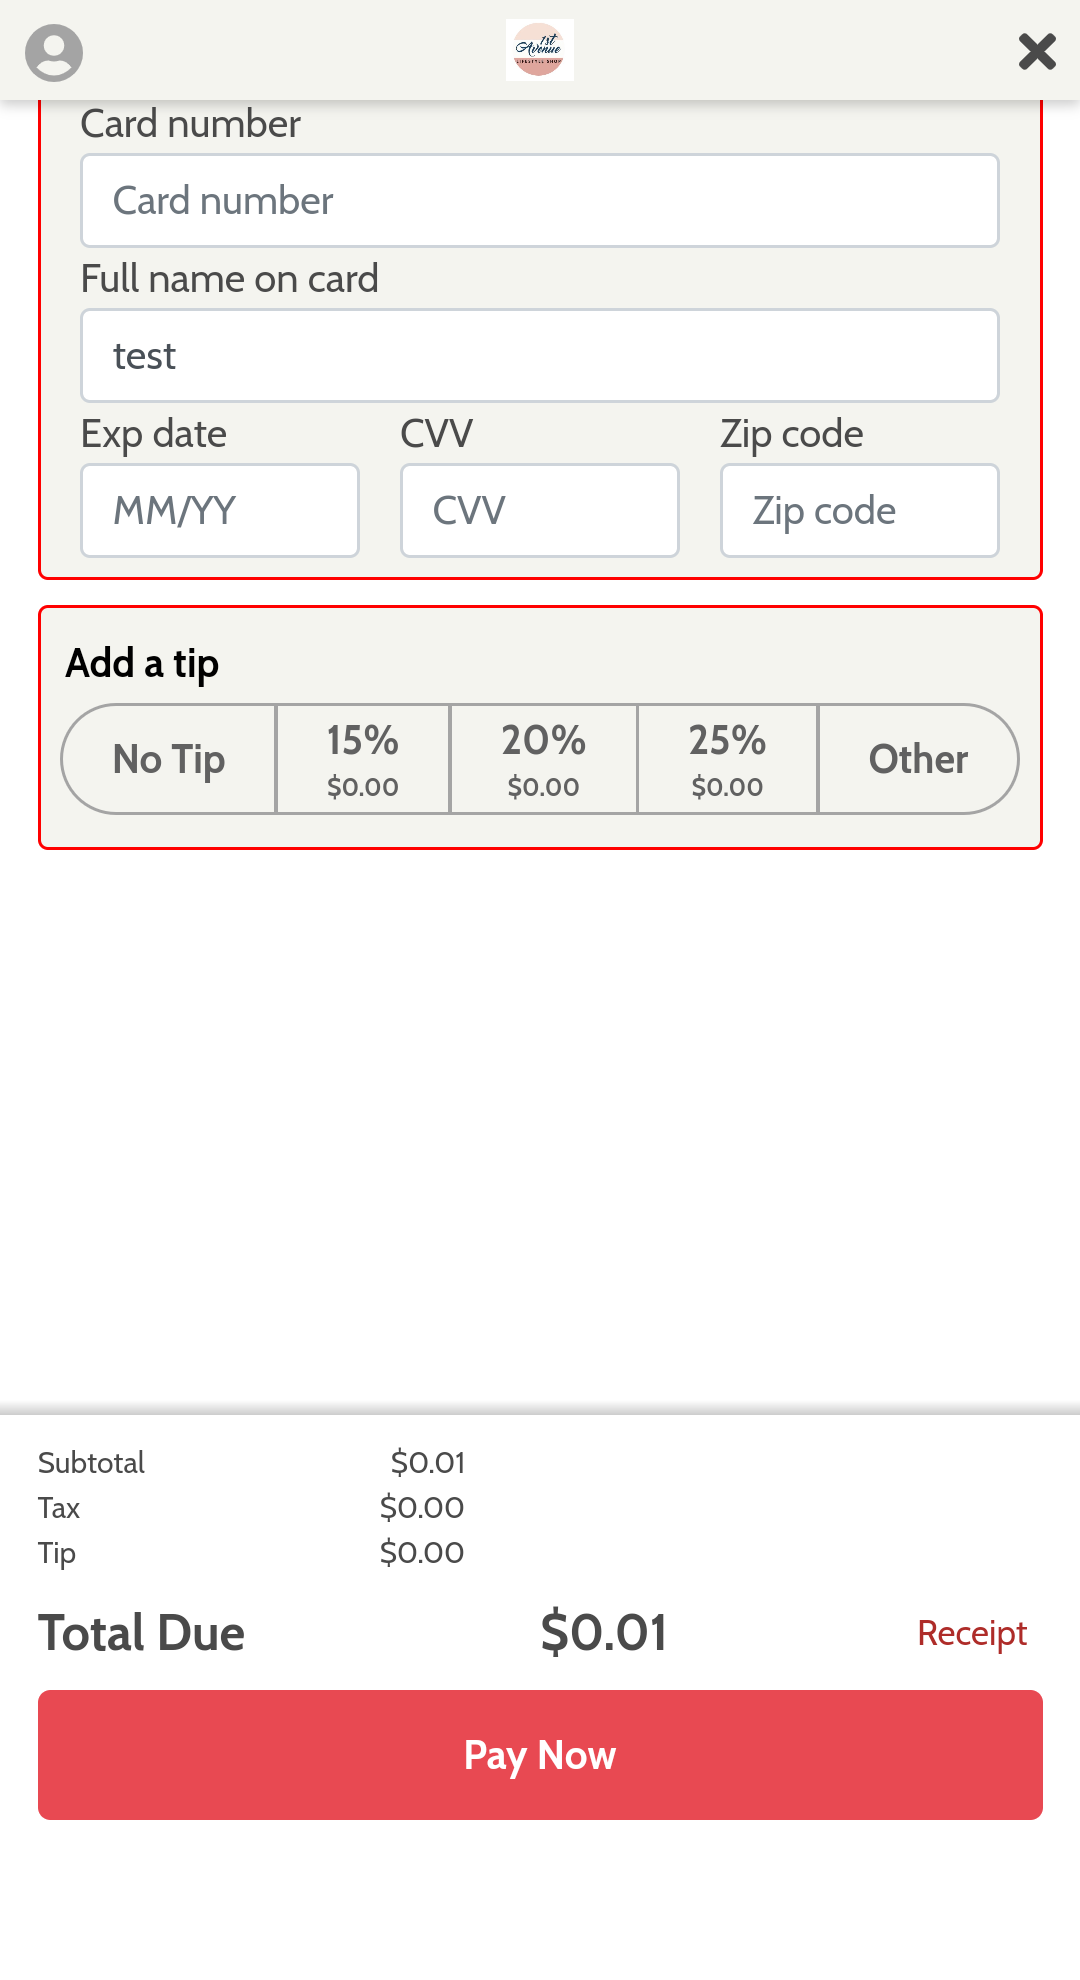 1st
Avenue
LIFESTYLE SHOP
Card number
Card number
Full name on card
test
Exp date CVV Zip code
MM/YY CVV Zip code
Add a tip
No Tip 15% 20% 25% Other
$0.00 $0.00 $0.00
Subtotal $0.01
Tax $0.00
Tip $0.00
Total Due $0.01 Receipt
Pay Now